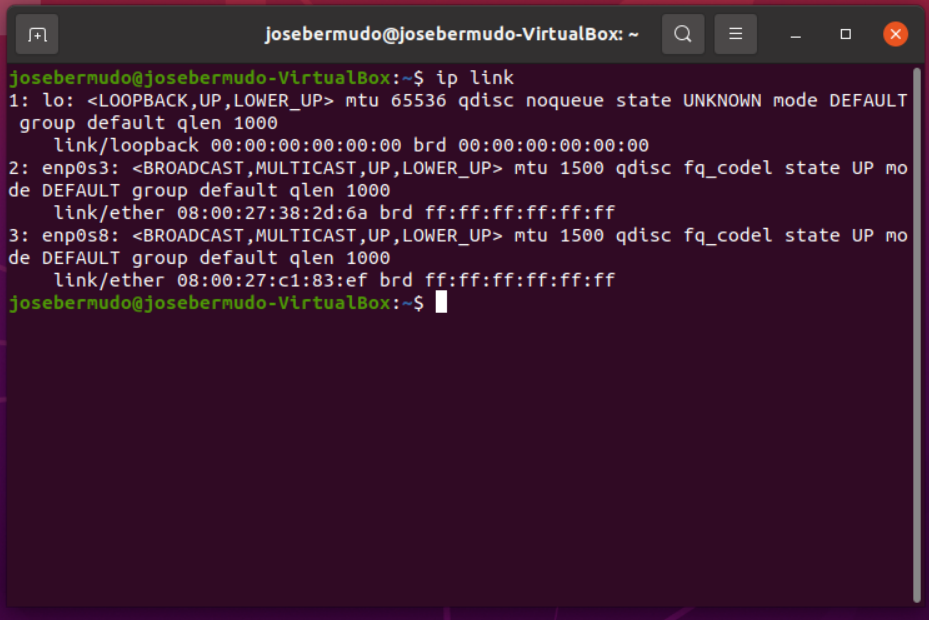 josebermudo@josebermudo-VirtualBox: ~
josebermudo@josebermudo-VirtualBox:~$ ip link
1: lo: <LOOPBACK,UP,LOWER_UP> mtu 65536 qdisc noqueue state UNKNOWN mode DEFAULT
 group default qlen 1000
    link/loopback 00:00:00:00:00:00 brd 00:00:00:00:00:00
2: enp0s3: <BROADCAST,MULTICAST,UP,LOWER_UP> mtu 1500 qdisc fq_codel state UP mo
de DEFAULT group default qlen 1000
    link/ether 08:00:27:38:2d:6a brd ff:ff:ff:ff:ff:ff
3: enp0s8: <BROADCAST,MULTICAST,UP,LOWER_UP> mtu 1500 qdisc fq_codel state UP mo
de DEFAULT group default qlen 1000
    link/ether 08:00:27:c1:83:ef brd ff:ff:ff:ff:ff:ff
josebermudo@josebermudo-VirtualBox:~$